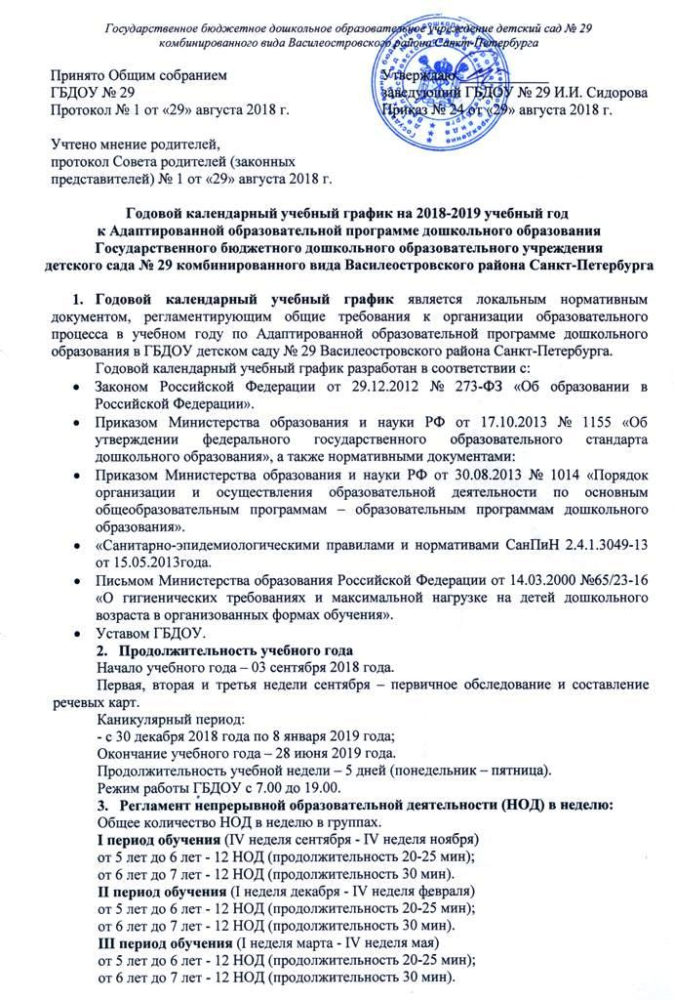 Государственное бюджетное дошкольное образовательное учреждение детский сад № 29
комбинированного вида Василеостровского района Санкт-Петербурга
Принято Общим собранием
ГБДОУ № 29
Протокол № 1 от «29» августа 2018 г.
Утверждаю
заведующий ГБДОУ № 29 И.И. Сидорова
Приказ № 24 от «29» августа 2018 г.
Учтено мнение родителей,
протокол Совета родителей (законных
представителей) № 1 от «29» августа 2018 г.
Годовой календарный учебный график на 2018-2019 учебный год
к Адаптированной образовательной программе дошкольного образования
Государственного бюджетного дошкольного образовательного учреждения
детского сада № 29 комбинированного вида Василеостровского района Санкт-Петербурга
1. Годовой календарный учебный график является локальным нормативным
документом, регламентирующим общие требования к организации образовательного
процесса в учебном году по Адаптированной образовательной программе дошкольного
образования в ГБДОУ детском саду № 29 Василеостровского района Санкт-Петербурга.
Годовой календарный учебный график разработан в соответствии с:
• Законом Российской Федерации от 29.12.2012 № 273-ФЗ «Об образовании в
Российской Федерации».
• Приказом Министерства образования и науки РФ от 17.10.2013 № 1155 «Об
утверждении федерального государственного образовательного стандарта
дошкольного образования», а также нормативными документами:
• Приказом Министерства образования и науки РФ от 30.08.2013 № 1014 «Порядок
организации и осуществления образовательной деятельности по основным
общеобразовательным программам – образовательным программам дошкольного
образования».
• «Санитарно-эпидемиологическими правилами и нормативами СанПиН 2.4.1.3049-13
от 15.05.2013года.
• Письмом Министерства образования Российской Федерации от 14.03.2000 №65/23-16
«О гигиенических требованиях и максимальной нагрузке на детей дошкольного
возраста в организованных формах обучения».
• Уставом ГБДОУ.
2. Продолжительность учебного года
Начало учебного года – 03 сентября 2018 года.
Первая, вторая и третья недели сентября – первичное обследование и составление
речевых карт.
Каникулярный период:
- с 30 декабря 2018 года по 8 января 2019 года;
Окончание учебного года – 28 июня 2019 года.
Продолжительность учебной недели – 5 дней (понедельник – пятница).
Режим работы ГБДОУ с 7.00 до 19.00.
3. Регламент непрерывной образовательной деятельности (НОД) в неделю:
Общее количество НОД в неделю в группах.
I период обучения (IV неделя сентября - IV неделя ноября)
от 5 лет до 6 лет - 12 НОД (продолжительность 20-25 мин);
от 6 лет до 7 лет - 12 НОД (продолжительность 30 мин).
II период обучения (I неделя декабря - IV неделя февраля)
от 5 лет до 6 лет - 12 НОД (продолжительность 20-25 мин);
от 6 лет до 7 лет - 12 НОД (продолжительность 30 мин).
III период обучения (I неделя марта - IV неделя мая)
от 5 лет до 6 лет - 12 НОД (продолжительность 20-25 мин);
от 6 лет до 7 лет - 12 НОД (продолжительность 30 мин).